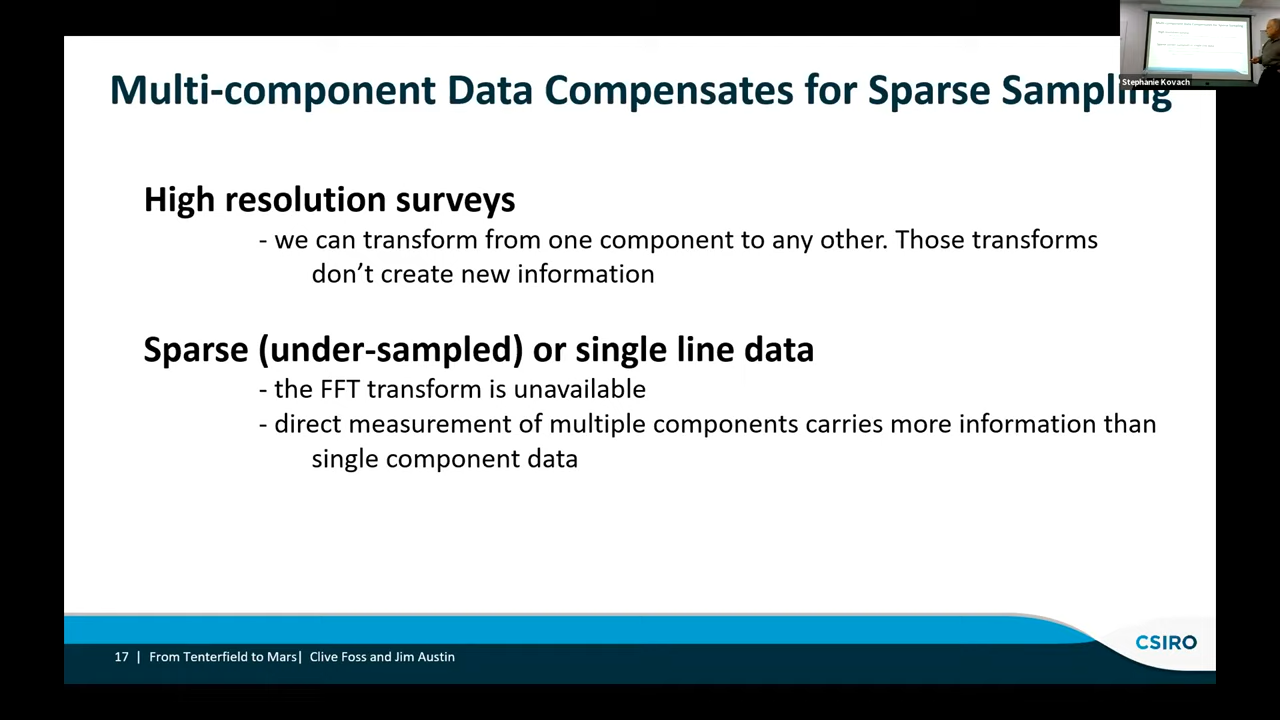 Multi-component Data Compensates for Sparse Sampling
Stephanie Kovach
High resolution surveys
- we can transform from one component to any other. Those transforms
don't create new information
Sparse (under-sampled) or single line data
- the FFT transform is unavailable
- direct measurement of multiple components carries more information than
single component data
17 | From Tenterfield to Mars| Clive Foss and Jim Austin
CSIRO